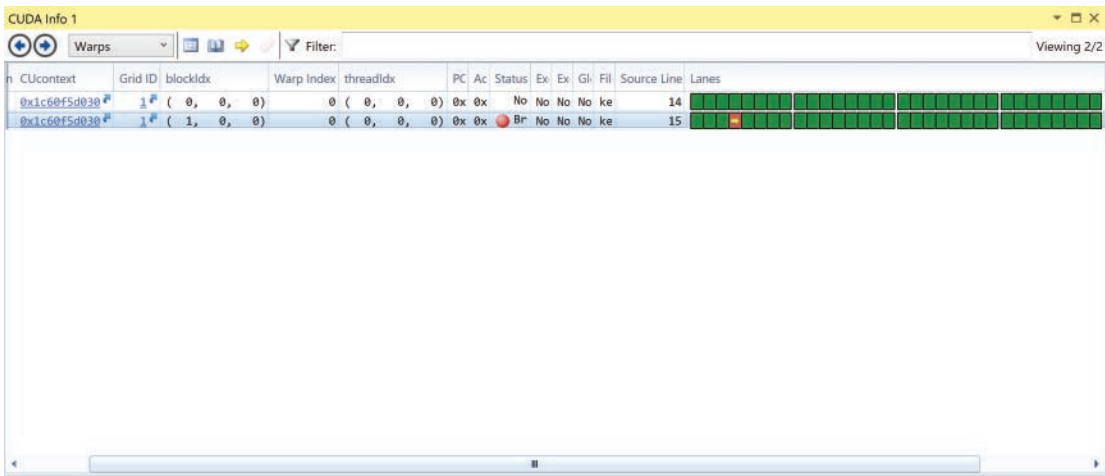 CUDA Info 1
Warps Filter: Viewing 2/2
n CUcontext Grid ID blockIdx Warp Index threadIdx PC Ac Status Ex Ex Gl Fil Source Line Lanes
0x1c60f5d030 1 ( 0, 0, 0) 0 ( 0, 0, 0) 0x 0x No No No No ke 14
0x1c60f5d030 1 ( 1, 0, 0) 0 ( 0, 0, 0) 0x 0x Br No No No ke 15